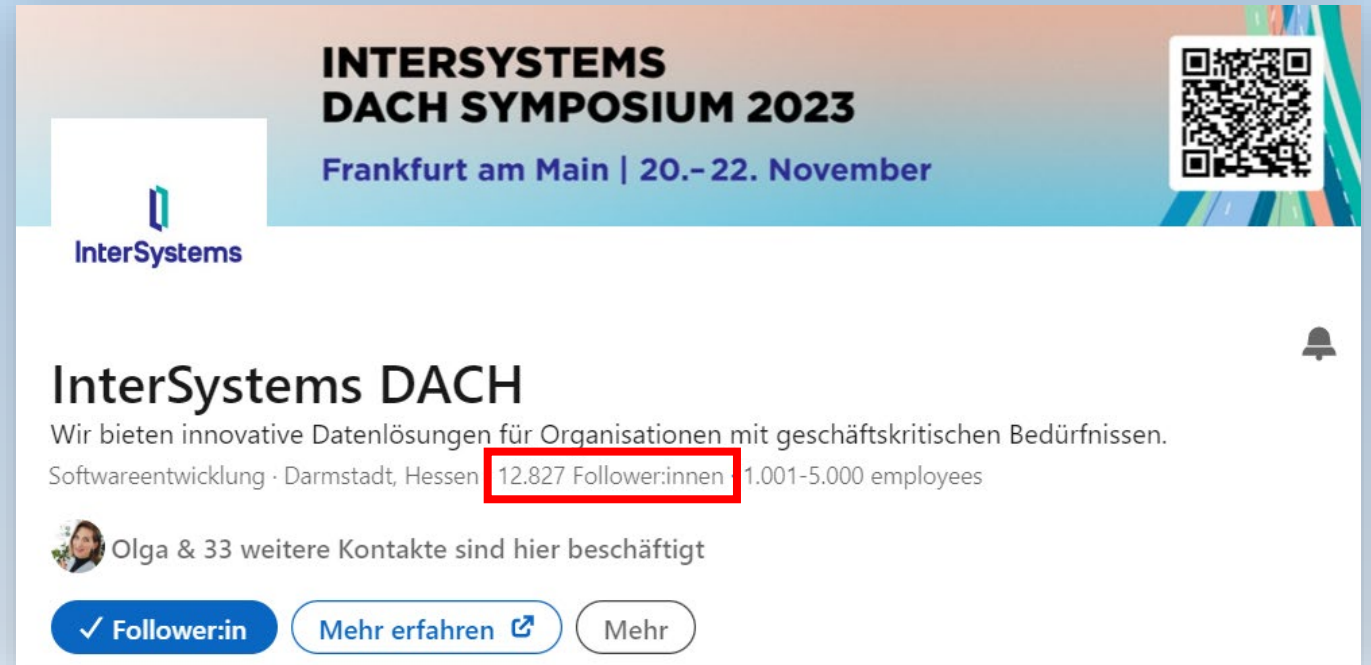 INTERSYSTEMS
DACH SYMPOSIUM 2023
Frankfurt am Main | 20.–22. November
InterSystems
InterSystems DACH
Wir bieten innovative Datenlösungen für Organisationen mit geschäftskritischen Bedürfnissen.
Softwareentwicklung · Darmstadt, Hessen 12.827 Follower:innen · 1.001-5.000 employees
Olga & 33 weitere Kontakte sind hier beschäftigt
✓ Follower:in Mehr erfahren Mehr